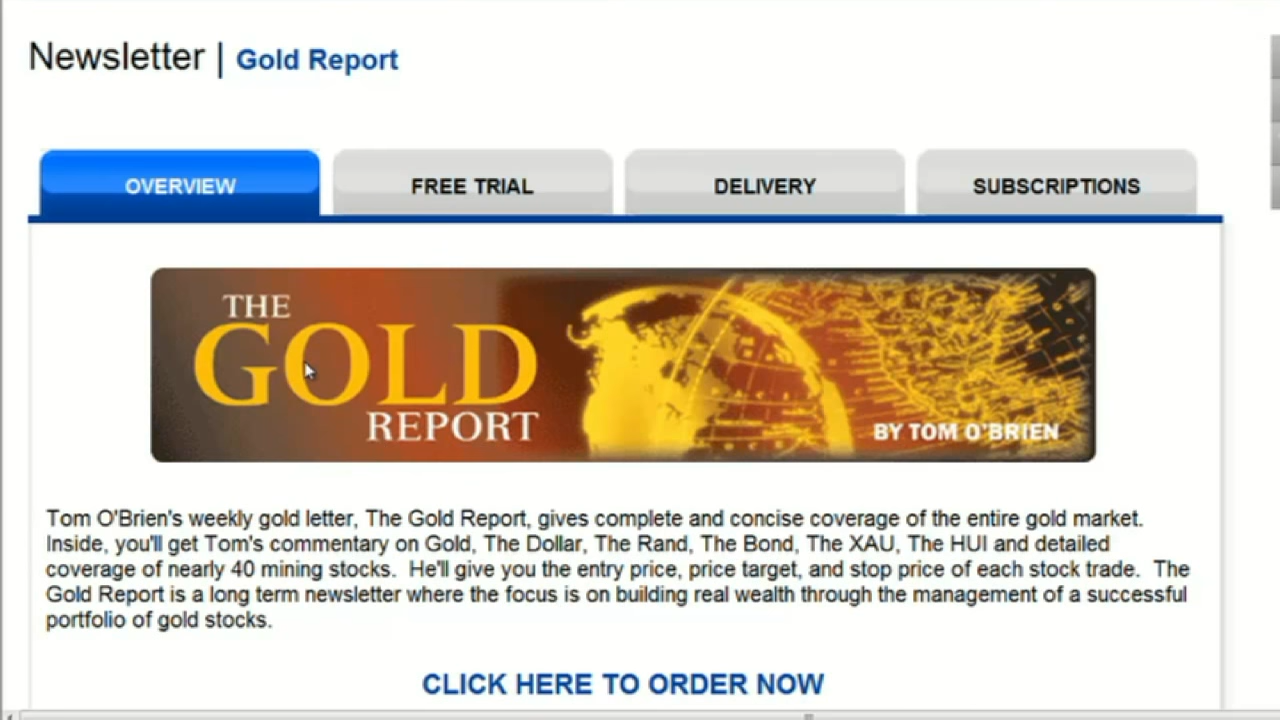 Newsletter | Gold Report
OVERVIEW
FREE TRIAL
DELIVERY
SUBSCRIPTIONS
THE
GOLD
REPORT
BY TOM O'BRIEN
Tom O'Brien's weekly gold letter, The Gold Report, gives complete and concise coverage of the entire gold market.
Inside, you'll get Tom's commentary on Gold, The Dollar, The Rand, The Bond, The XAU, The HUI and detailed
coverage of nearly 40 mining stocks.  He'll give you the entry price, price target, and stop price of each stock trade.  The
Gold Report is a long term newsletter where the focus is on building real wealth through the management of a successful
portfolio of gold stocks.
CLICK HERE TO ORDER NOW